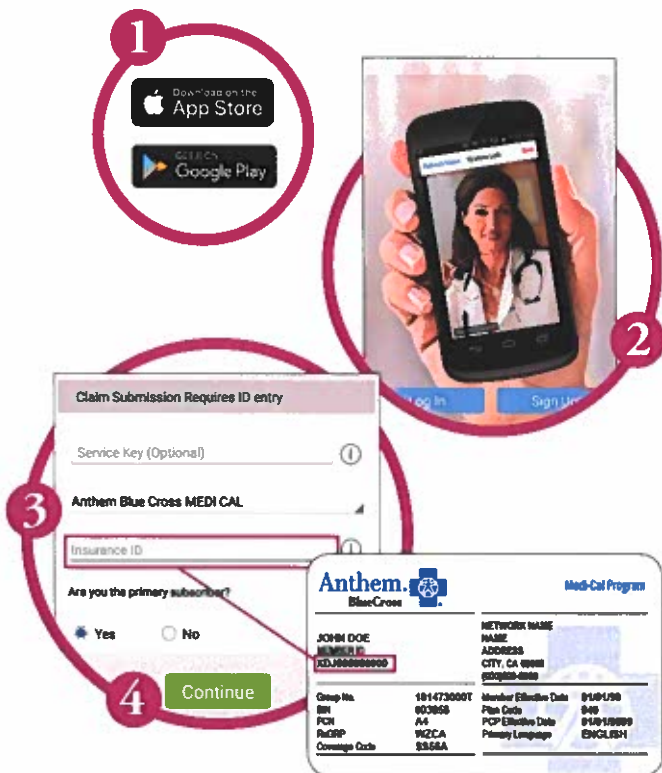 1
Download on the
App Store
GET IT ON
Google Play
2
Log In
Sign Up
3
Claim Submission Requires ID entry
Service Key (Optional)
Anthem Blue Cross MEDI CAL
Insurance ID
Are you the primary subscriber?
Yes
No
4
Continue
Anthem.
BlueCross
Medi-Cal Program
JOHN DOE
MEMBER ID
NETWORK NAME
NAME
ADDRESS
CITY, CA
Group No. 181473000T
BIN 003858
PCN A4
RxGRP WZCA
Coverage Code
Member Effective Date
Plan Code
PCP Effective Date
Primary Language ENGLISH